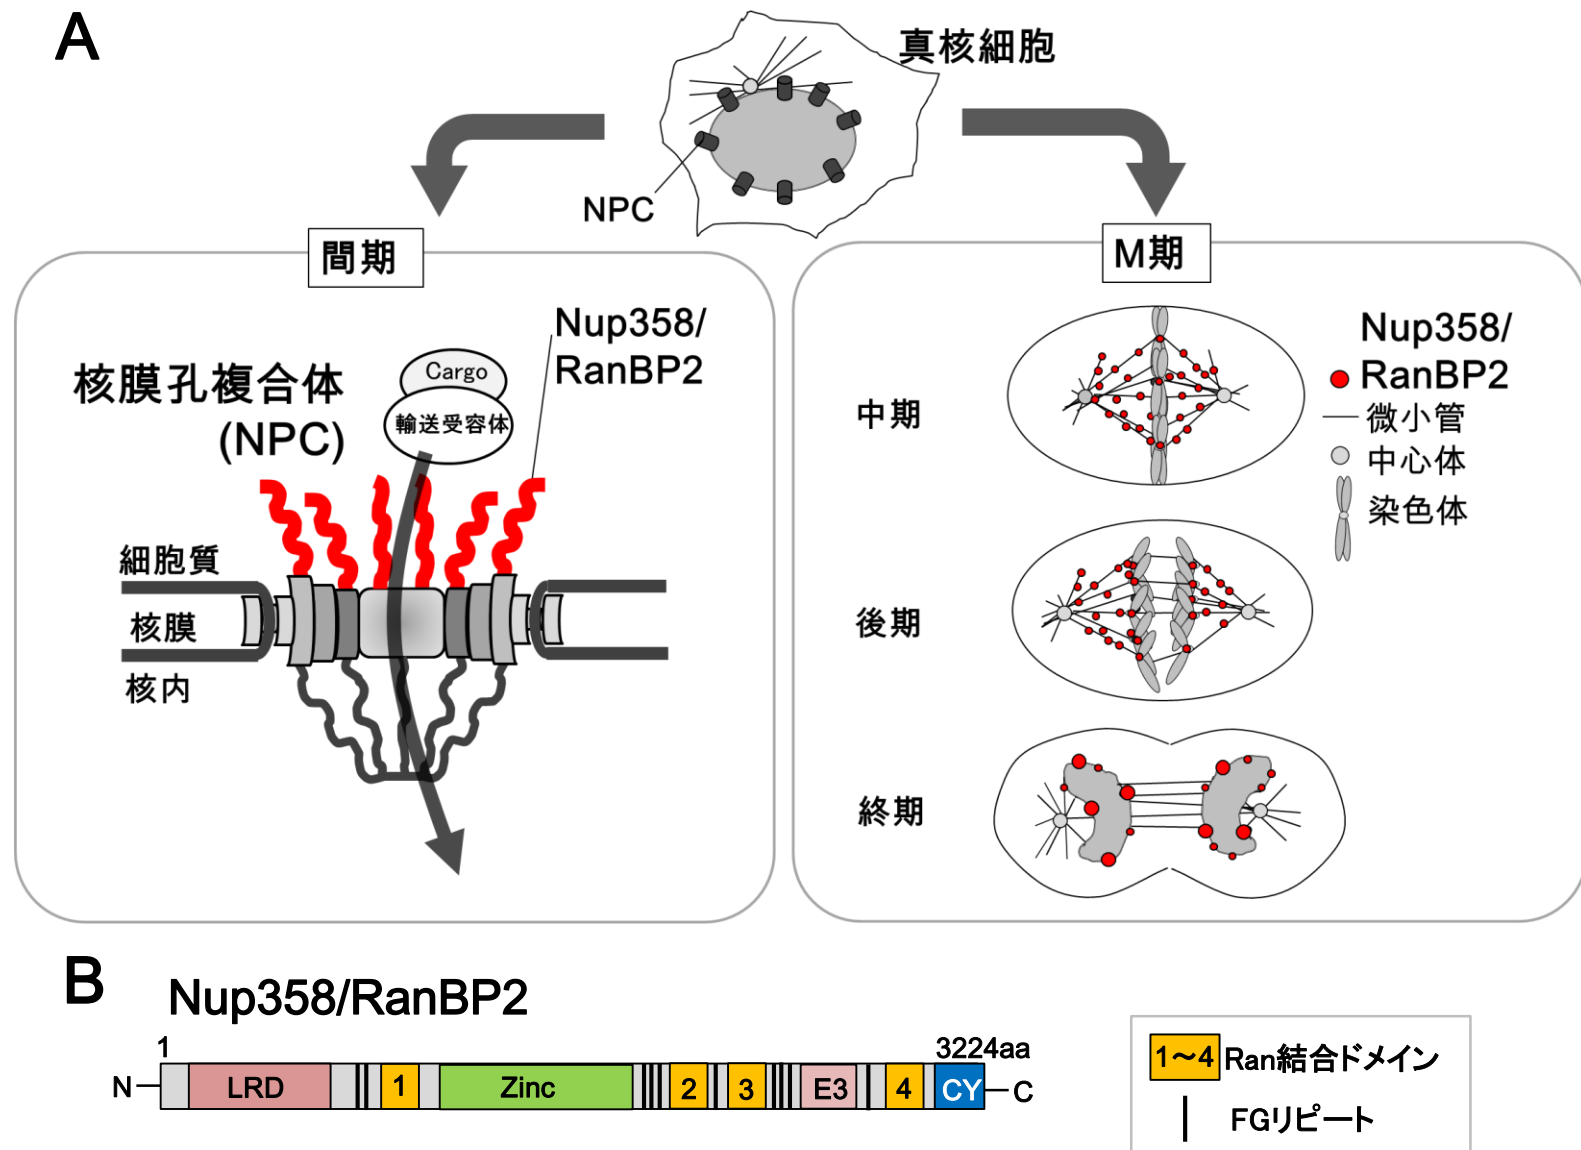 A
真核細胞
NPC
間期
Nup358/
RanBP2
核膜孔複合体
(NPC)
Cargo
輸送受容体
細胞質
核膜
核内
M期
中期
後期
終期
Nup358/
RanBP2
微小管
中心体
染色体
B
Nup358/RanBP2
1
3224aa
N
LRD
1
Zinc
2
3
E3
4
CY
C
1～4 Ran結合ドメイン
FGリピート